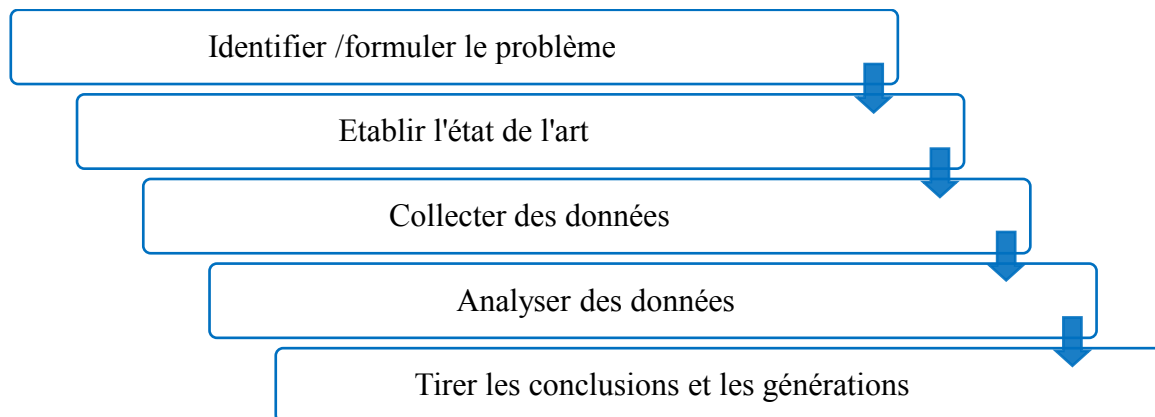 Identifier /formuler le problème
Etablir l'état de l'art
Collecter des données
Analyser des données
Tirer les conclusions et les générations